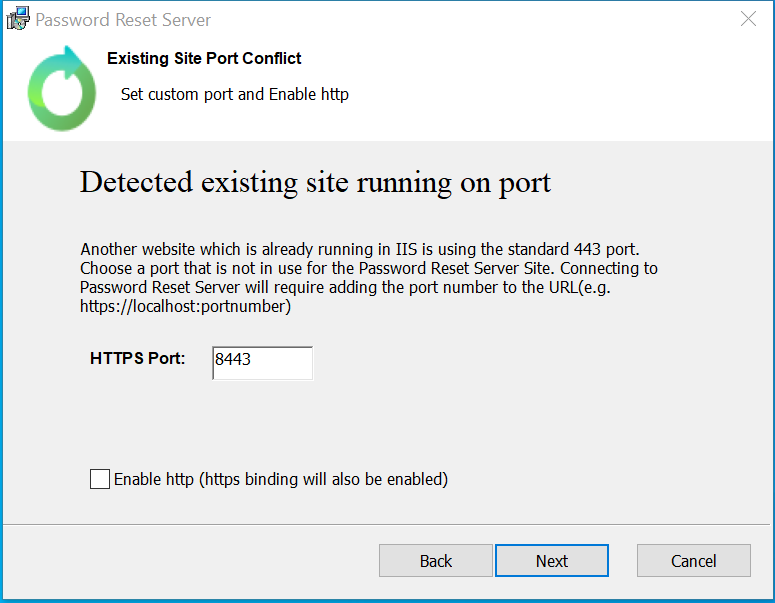 Password Reset Server
Existing Site Port Conflict
Set custom port and Enable http
Detected existing site running on port
Another website which is already running in IIS is using the standard 443 port.
Choose a port that is not in use for the Password Reset Server Site. Connecting to
Password Reset Server will require adding the port number to the URL(e.g.
https://localhost:portnumber)
HTTPS Port: 8443
Enable http (https binding will also be enabled)
Back Next Cancel